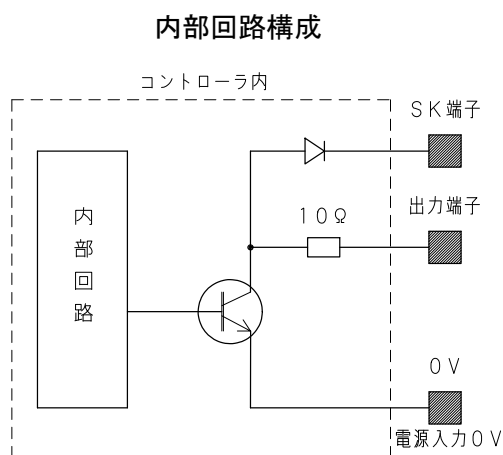 内部回路構成
コントローラ内
SK端子
内部回路
10Ω
出力端子
0V
電源入力0V